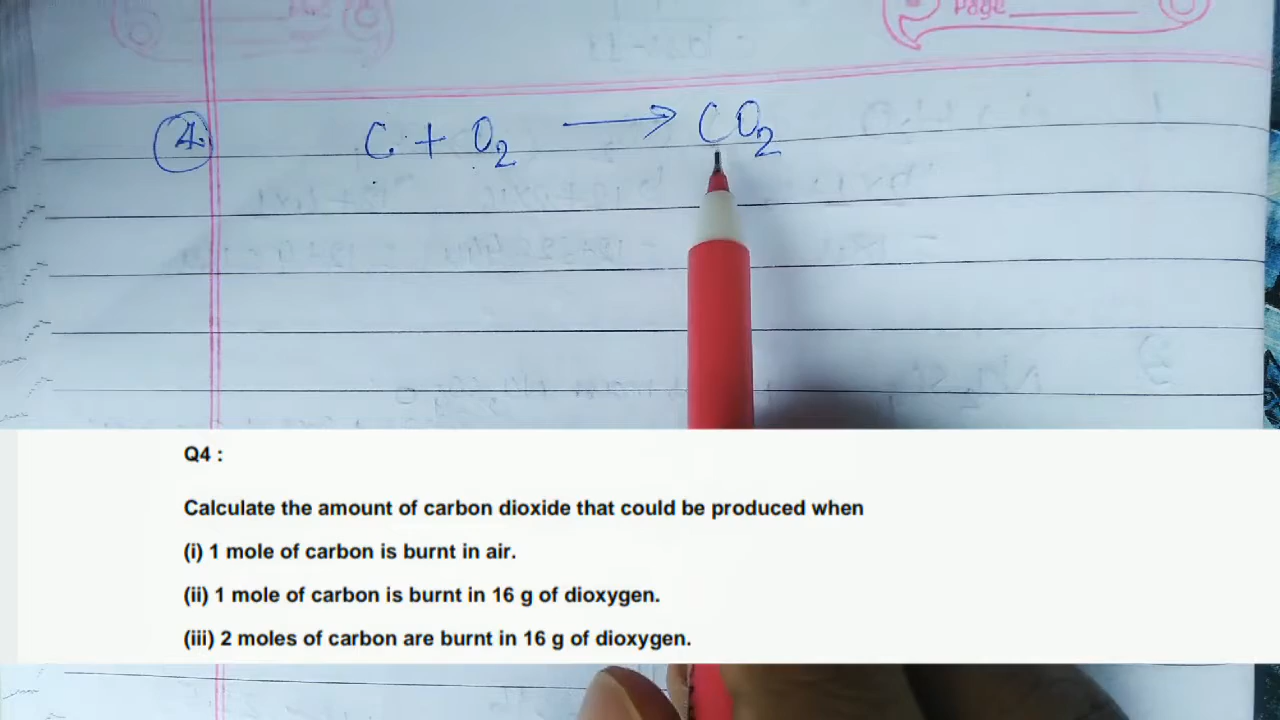 Page
4.
C + O₂ → CO₂
Q4 :
Calculate the amount of carbon dioxide that could be produced when
(i) 1 mole of carbon is burnt in air.
(ii) 1 mole of carbon is burnt in 16 g of dioxygen.
(iii) 2 moles of carbon are burnt in 16 g of dioxygen.